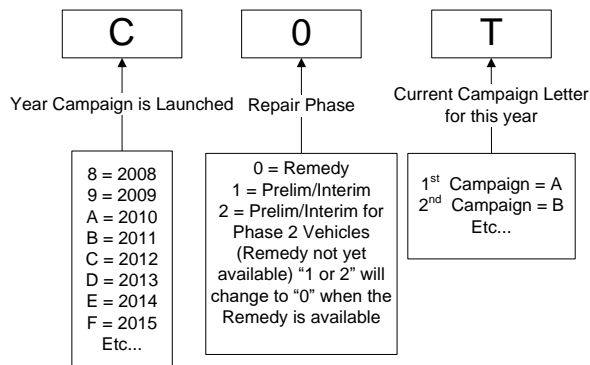 C 0 T
Year Campaign is Launched
Repair Phase
Current Campaign Letter
for this year
8 = 2008
9 = 2009
A = 2010
B = 2011
C = 2012
D = 2013
E = 2014
F = 2015
Etc...
0 = Remedy
1 = Prelim/Interim
2 = Prelim/Interim for
Phase 2 Vehicles
(Remedy not yet
available) “1 or 2” will
change to “0” when the
Remedy is available
1st Campaign = A
2nd Campaign = B
Etc...